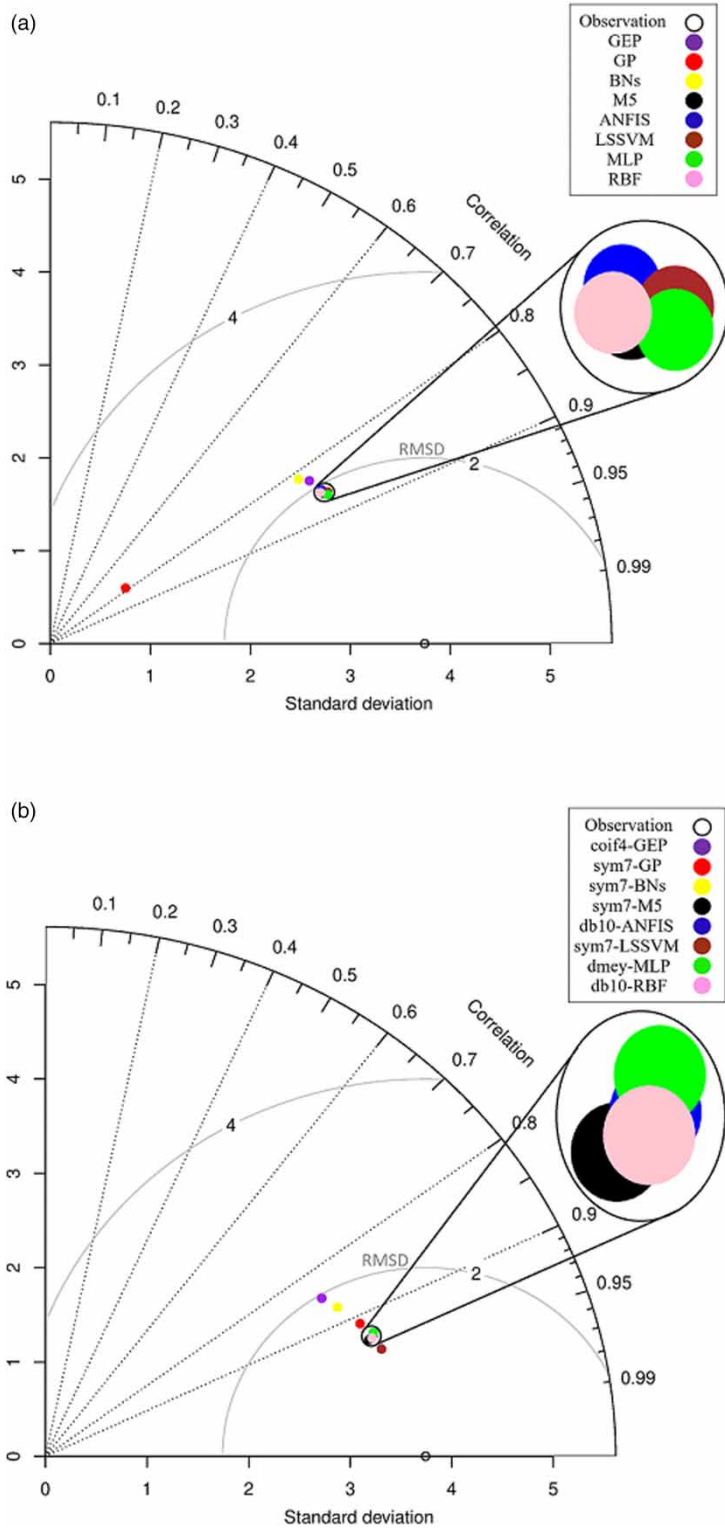 (a)
Observation
GEP
GP
BNs
M5
ANFIS
LSSVM
MLP
RBF
0.1
0.2
0.3
0.4
0.5
0.6
0.7
0.8
0.9
0.95
0.99
Correlation
5
4
3
2
1
0
4
RMSD
2
0 1 2 3 4 5
Standard deviation
(b)
Observation
coif4-GEP
sym7-GP
sym7-BNs
sym7-M5
db10-ANFIS
sym7-LSSVM
dmey-MLP
db10-RBF
0.1
0.2
0.3
0.4
0.5
0.6
0.7
0.8
0.9
0.95
0.99
Correlation
5
4
3
2
1
0
4
RMSD
2
0 1 2 3 4 5
Standard deviation